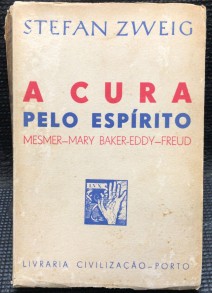 STEFAN ZWEIG
A CURA
PELO ESPÍRITO
MESMER—MARY BAKER-EDDY—FREUD
LIVRARIA CIVILIZAÇÃO—PORTO